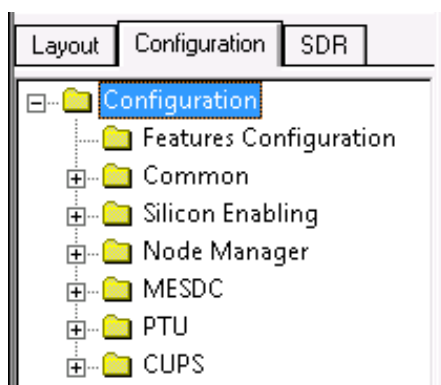 Layout Configuration SDR
Configuration
Features Configuration
Common
Silicon Enabling
Node Manager
MESDC
PTU
CUPS